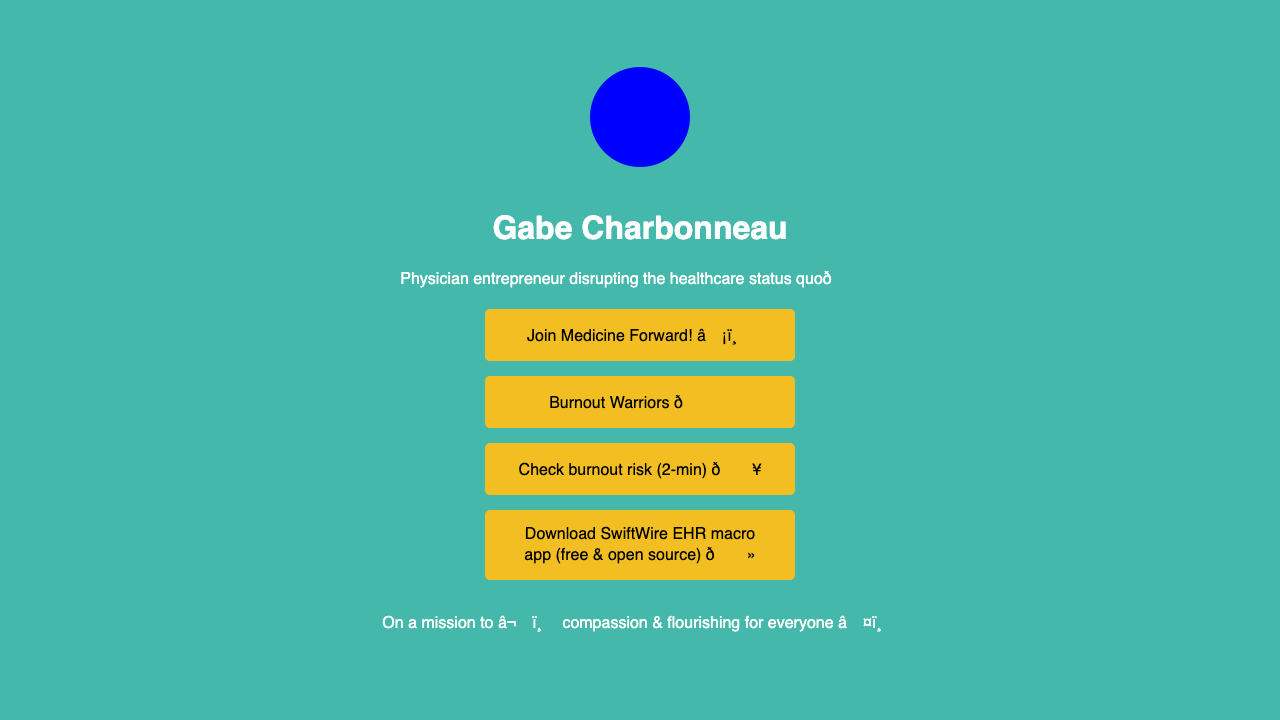 Gabe Charbonneau
Physician entrepreneur disrupting the healthcare status quoð
Join Medicine Forward! â ¡ï¸
Burnout Warriors ð
Check burnout risk (2-min) ð ¥
Download SwiftWire EHR macro
app (free & open source) ð »
On a mission to â¬ ï¸ compassion & flourishing for everyone â ¤ï¸